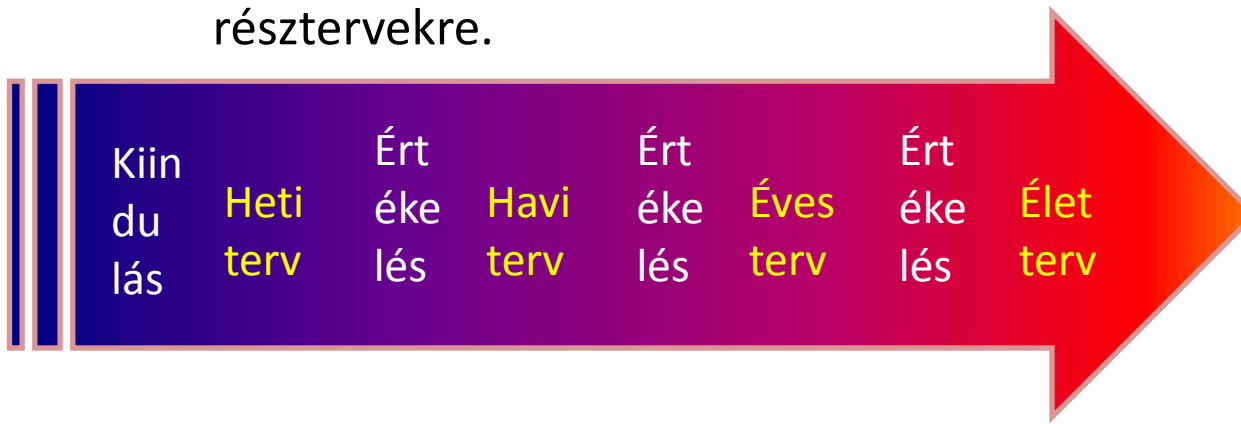 résztervekre.
Kiin
du
lás
Heti
terv
Ért
éke
lés
Havi
terv
Ért
éke
lés
Éves
terv
Ért
éke
lés
Élet
terv